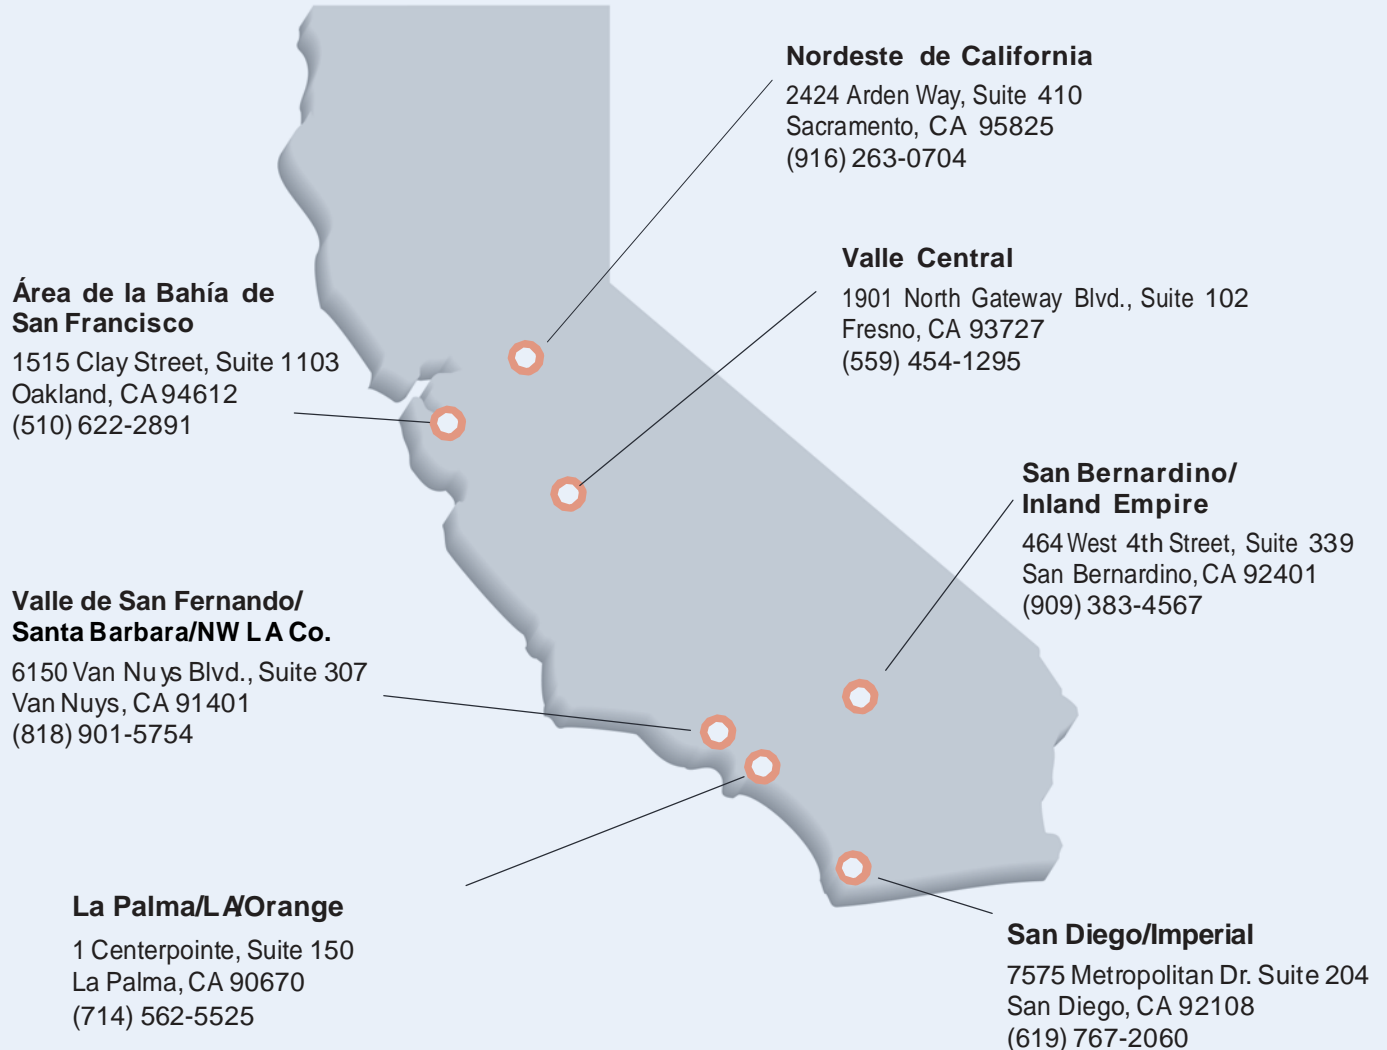 Nordeste de California
2424 Arden Way, Suite 410
Sacramento, CA 95825
(916) 263-0704
Valle Central
1901 North Gateway Blvd., Suite 102
Fresno, CA 93727
(559) 454-1295
Área de la Bahía de
San Francisco
1515 Clay Street, Suite 1103
Oakland, CA 94612
(510) 622-2891
San Bernardino/
Inland Empire
464 West 4th Street, Suite 339
San Bernardino, CA 92401
(909) 383-4567
Valle de San Fernando/
Santa Barbara/NW LA Co.
6150 Van Nuys Blvd., Suite 307
Van Nuys, CA 91401
(818) 901-5754
La Palma/LA/Orange
1 Centerpointe, Suite 150
La Palma, CA 90670
(714) 562-5525
San Diego/Imperial
7575 Metropolitan Dr. Suite 204
San Diego, CA 92108
(619) 767-2060